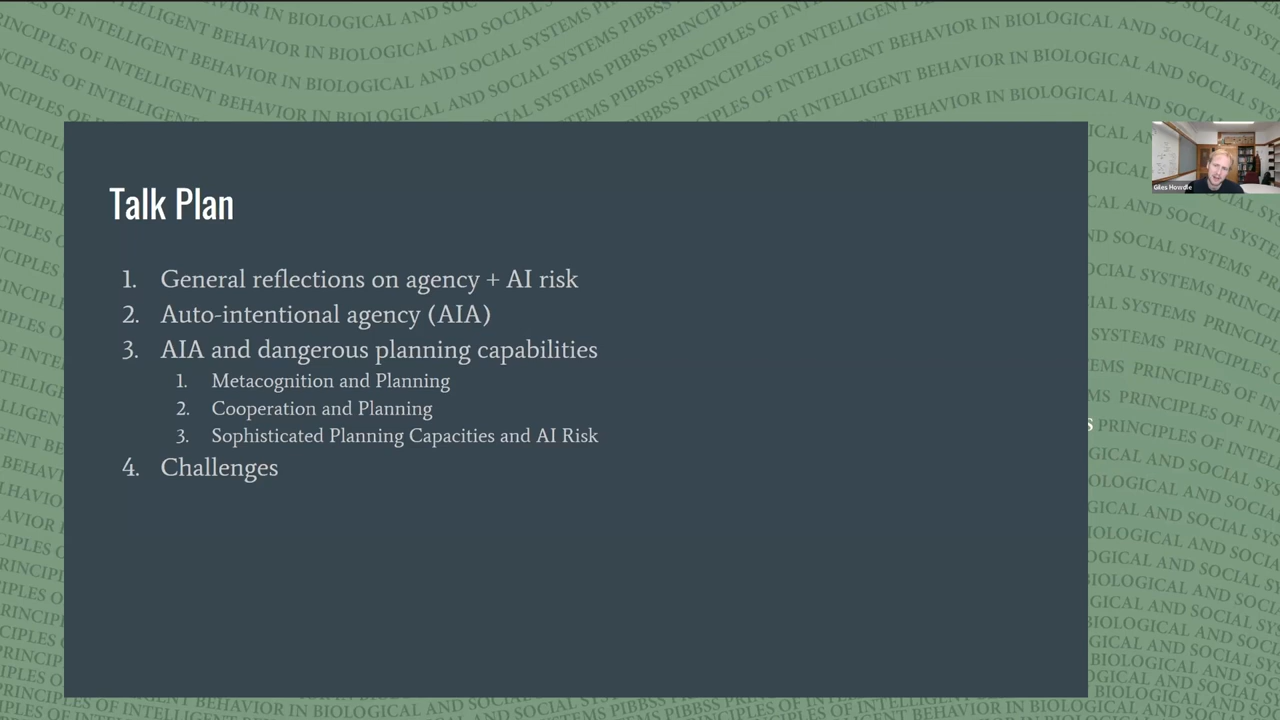 Talk Plan
1. General reflections on agency + AI risk
2. Auto-intentional agency (AIA)
3. AIA and dangerous planning capabilities
1. Metacognition and Planning
2. Cooperation and Planning
3. Sophisticated Planning Capacities and AI Risk
4. Challenges
Giles Howdle
PRINCIPLES OF INTELLIGENT BEHAVIOR IN BIOLOGICAL AND SOCIAL SYSTEMS PIBBSS